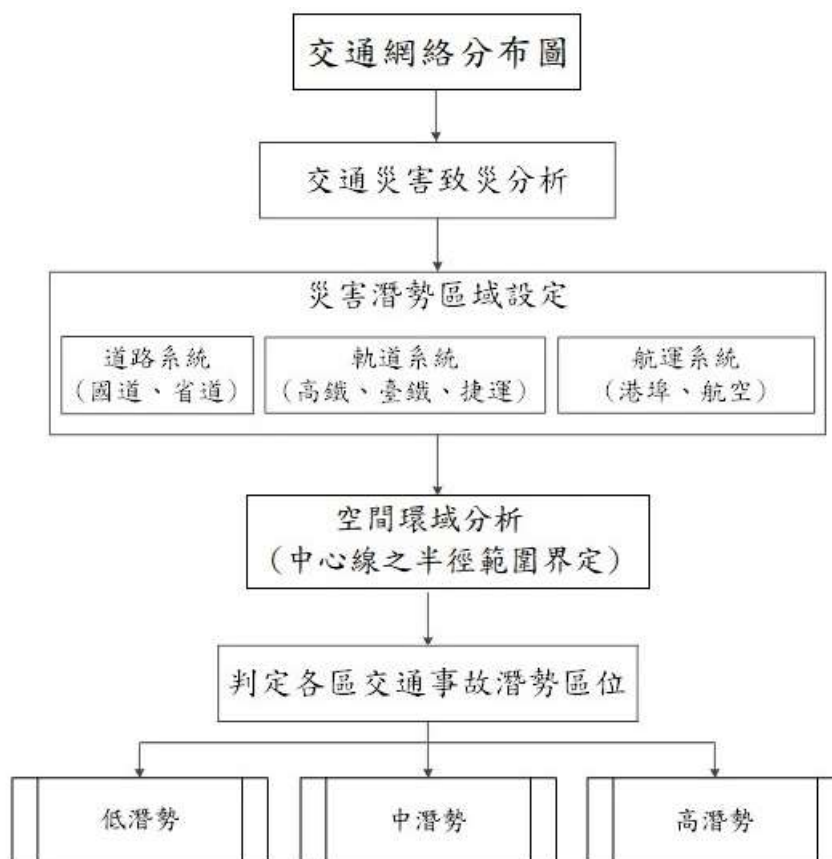 交通網絡分布圖
交通災害致災分析
災害潛勢區域設定
道路系統
(國道、省道)
軌道系統
(高鐵、臺鐵、捷運)
航運系統
(港埠、航空)
空間環域分析
(中心線之半徑範圍界定)
判定各區交通事故潛勢區位
低潛勢
中潛勢
高潛勢